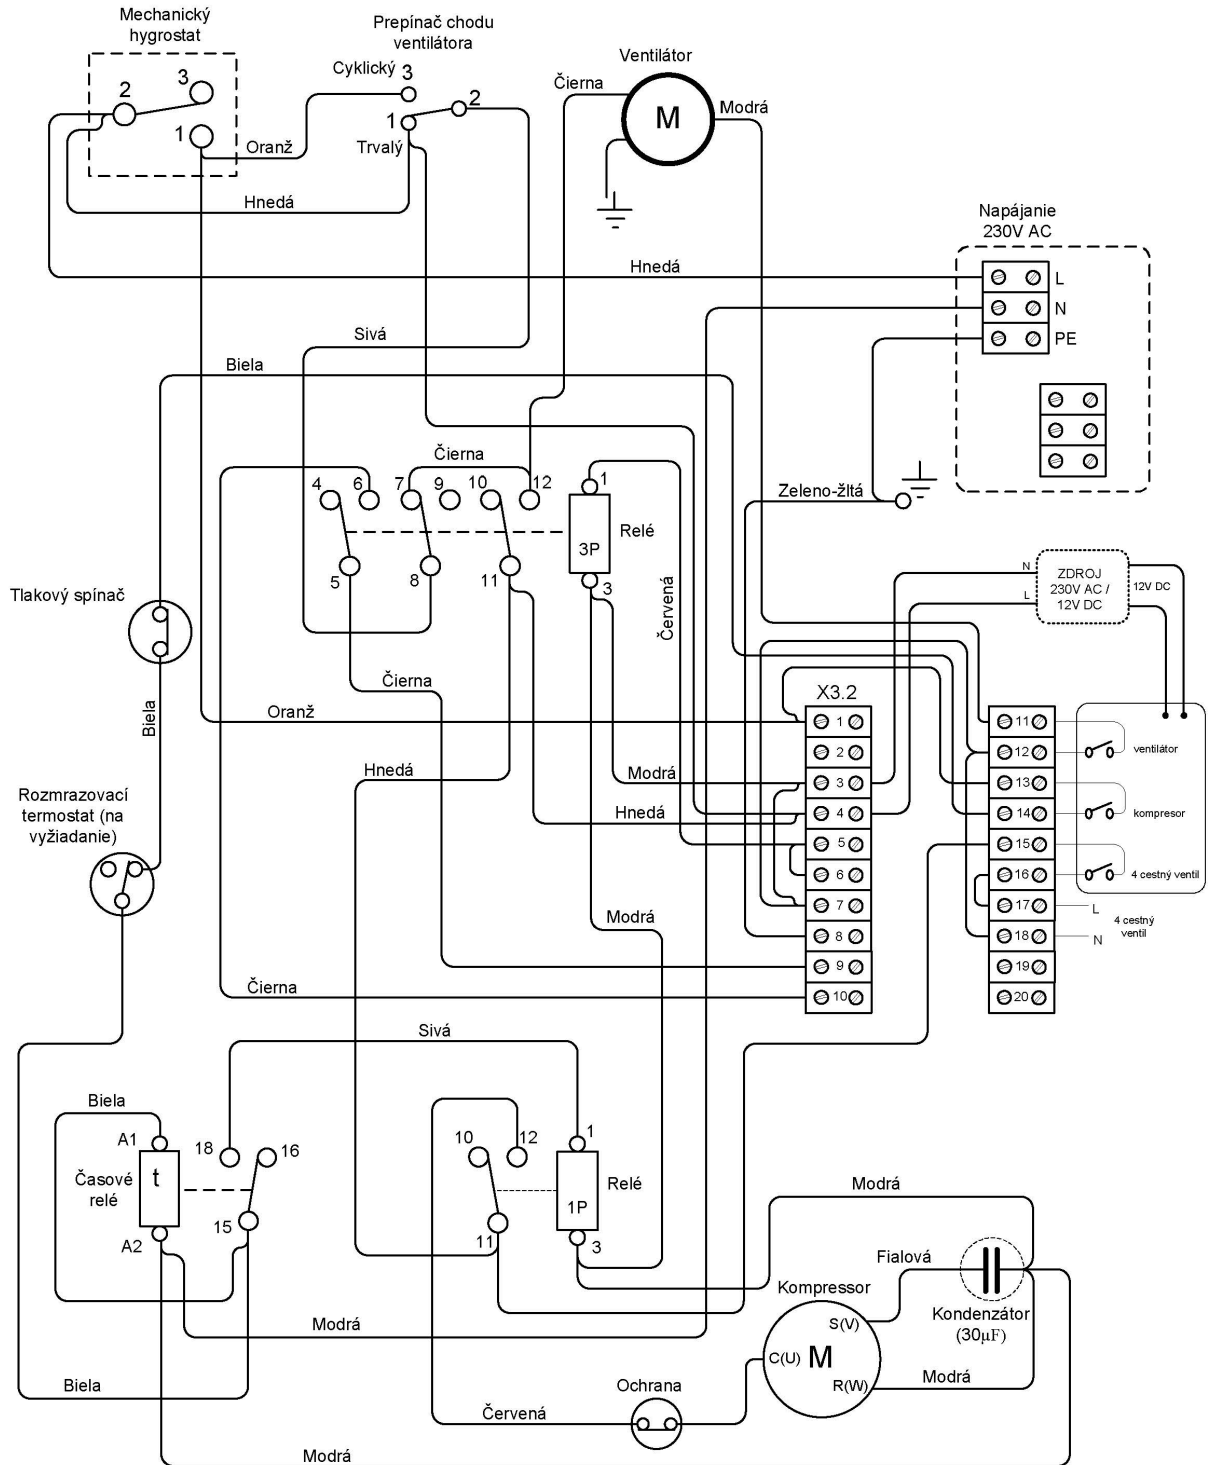 Mechanický
hygrostat
Prepínač chodu
ventilátora
Ventilátor
Cyklický 3
2
3
1
2
1
Trvalý
Čierna
M
Modrá
Oranž
Hnedá
Napájanie
230V AC
Hnedá
L
N
PE
Sivá
Biela
Čierna
4
6
7
9
10
12
1
Relé
3P
5
8
11
3
Zeleno-žltá
Tlakový spínač
Červená
N
L
ZDROJ
230V AC /
12V DC
12V DC
Čierna
Oranž
X3.2
Biela
Hnedá
Modrá
Hnedá
1
2
3
4
5
6
7
8
9
10
11
12
13
14
15
16
17
18
19
20
ventilátor
kompresor
4 cestný ventil
L
N
4 cestný
ventil
Rozmrazovací
termostat (na
vyžiadanie)
Modrá
Čierna
Sivá
Biela
A1
18
16
10
12
1
Časové
relé
t
Relé
1P
15
A2
11
3
Modrá
Fialová
Kompressor
Kondenzátor
(30µF)
S(V)
C(U)
M
R(W)
Modrá
Modrá
Biela
Ochrana
Červená
Modrá